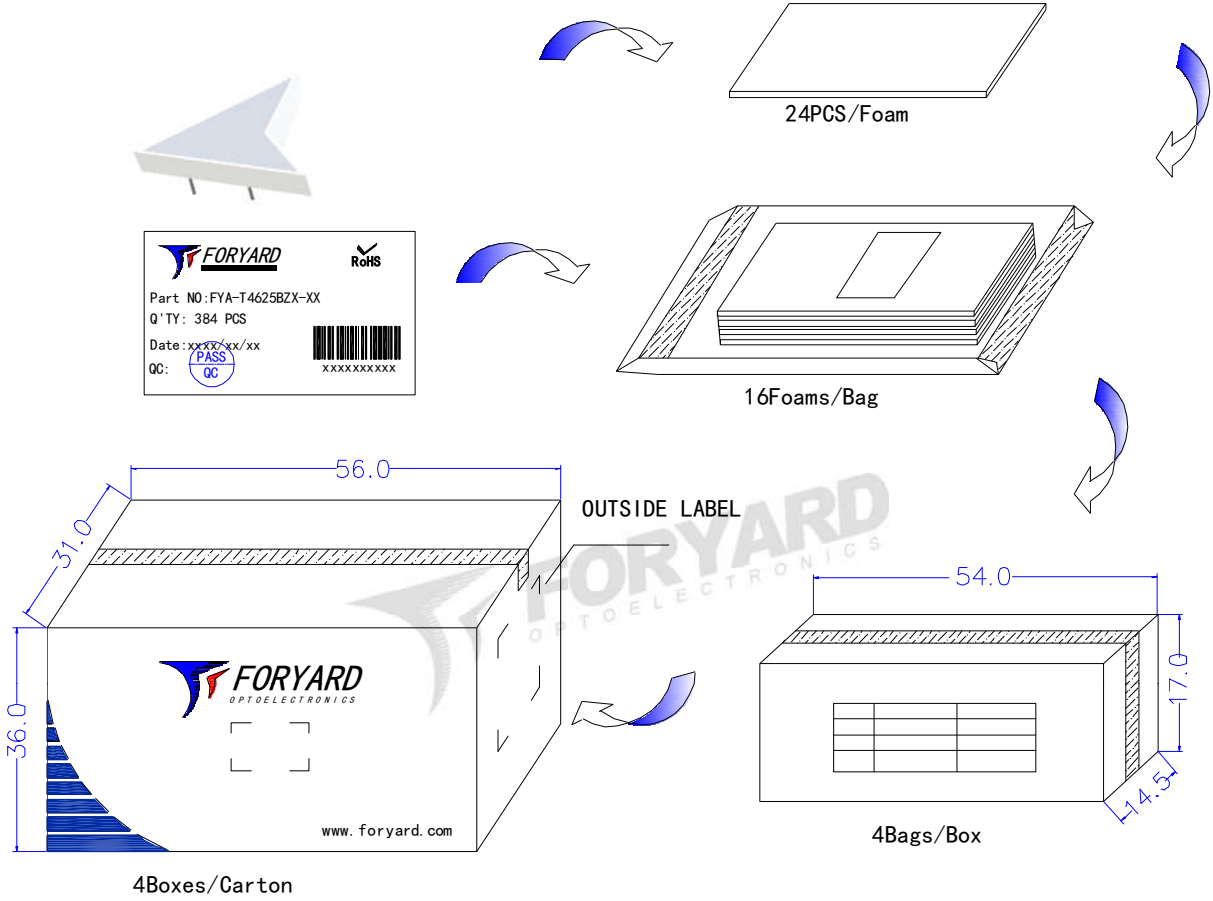 24PCS/Foam
FORYARD
RoHS
Part NO:FYA-T4625BZX-XX
Q'TY: 384 PCS
Date:xxxx/xx/xx
PASS
QC:
QC
xxxxxxxxxx
16Foams/Bag
56.0
31.0
OUTSIDE LABEL
FORYARD
OPTOELECTRONICS
54.0
17.0
14.5
36.0
FORYARD
OPTOELECTRONICS
www.foryard.com
4Bags/Box
4Boxes/Carton